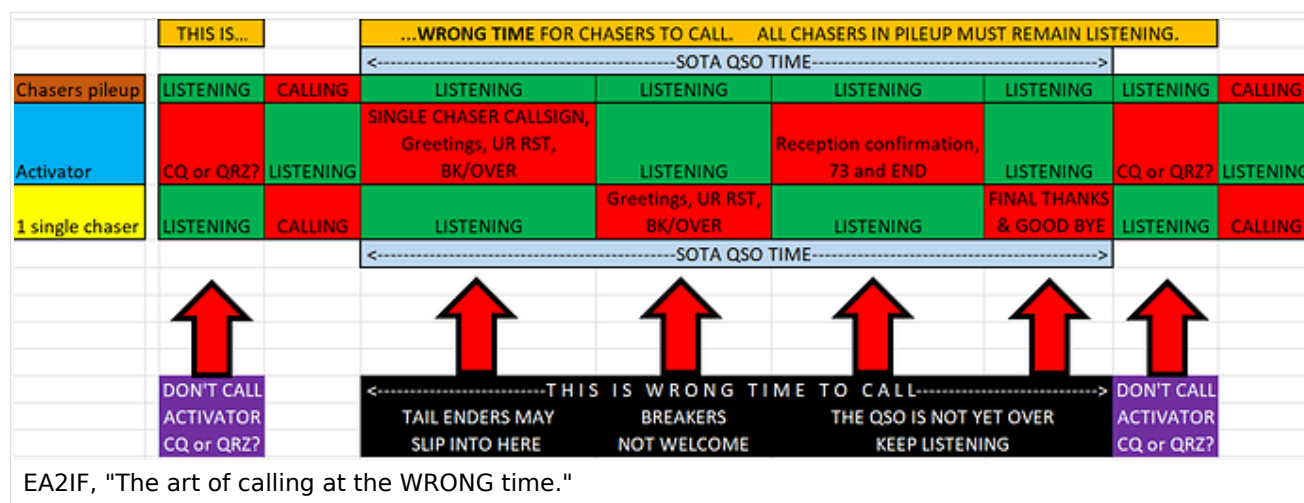 THIS IS... ...WRONG TIME FOR CHASERS TO CALL. ALL CHASERS IN PILEUP MUST REMAIN LISTENING.
<-----------------------------------------SOTA QSO TIME--------------------------------------->
Chasers pileup LISTENING CALLING LISTENING LISTENING LISTENING LISTENING LISTENING CALLING
SINGLE CHASER CALLSIGN,
Greetings, UR RST, Reception confirmation,
Activator CQ or QRZ? LISTENING BK/OVER LISTENING 73 and END LISTENING CQ or QRZ? LISTENING
Greetings, UR RST, FINAL THANKS
1 single chaser LISTENING CALLING LISTENING BK/OVER LISTENING & GOOD BYE LISTENING CALLING
<-----------------------------------------SOTA QSO TIME--------------------------------------->
DON'T CALL <------------------------THIS IS WRONG TIME TO CALL-------------------------> DON'T CALL
ACTIVATOR TAIL ENDERS MAY BREAKERS THE QSO IS NOT YET OVER ACTIVATOR
CQ or QRZ? SLIP INTO HERE NOT WELCOME KEEP LISTENING CQ or QRZ?
EA2IF, "The art of calling at the WRONG time."